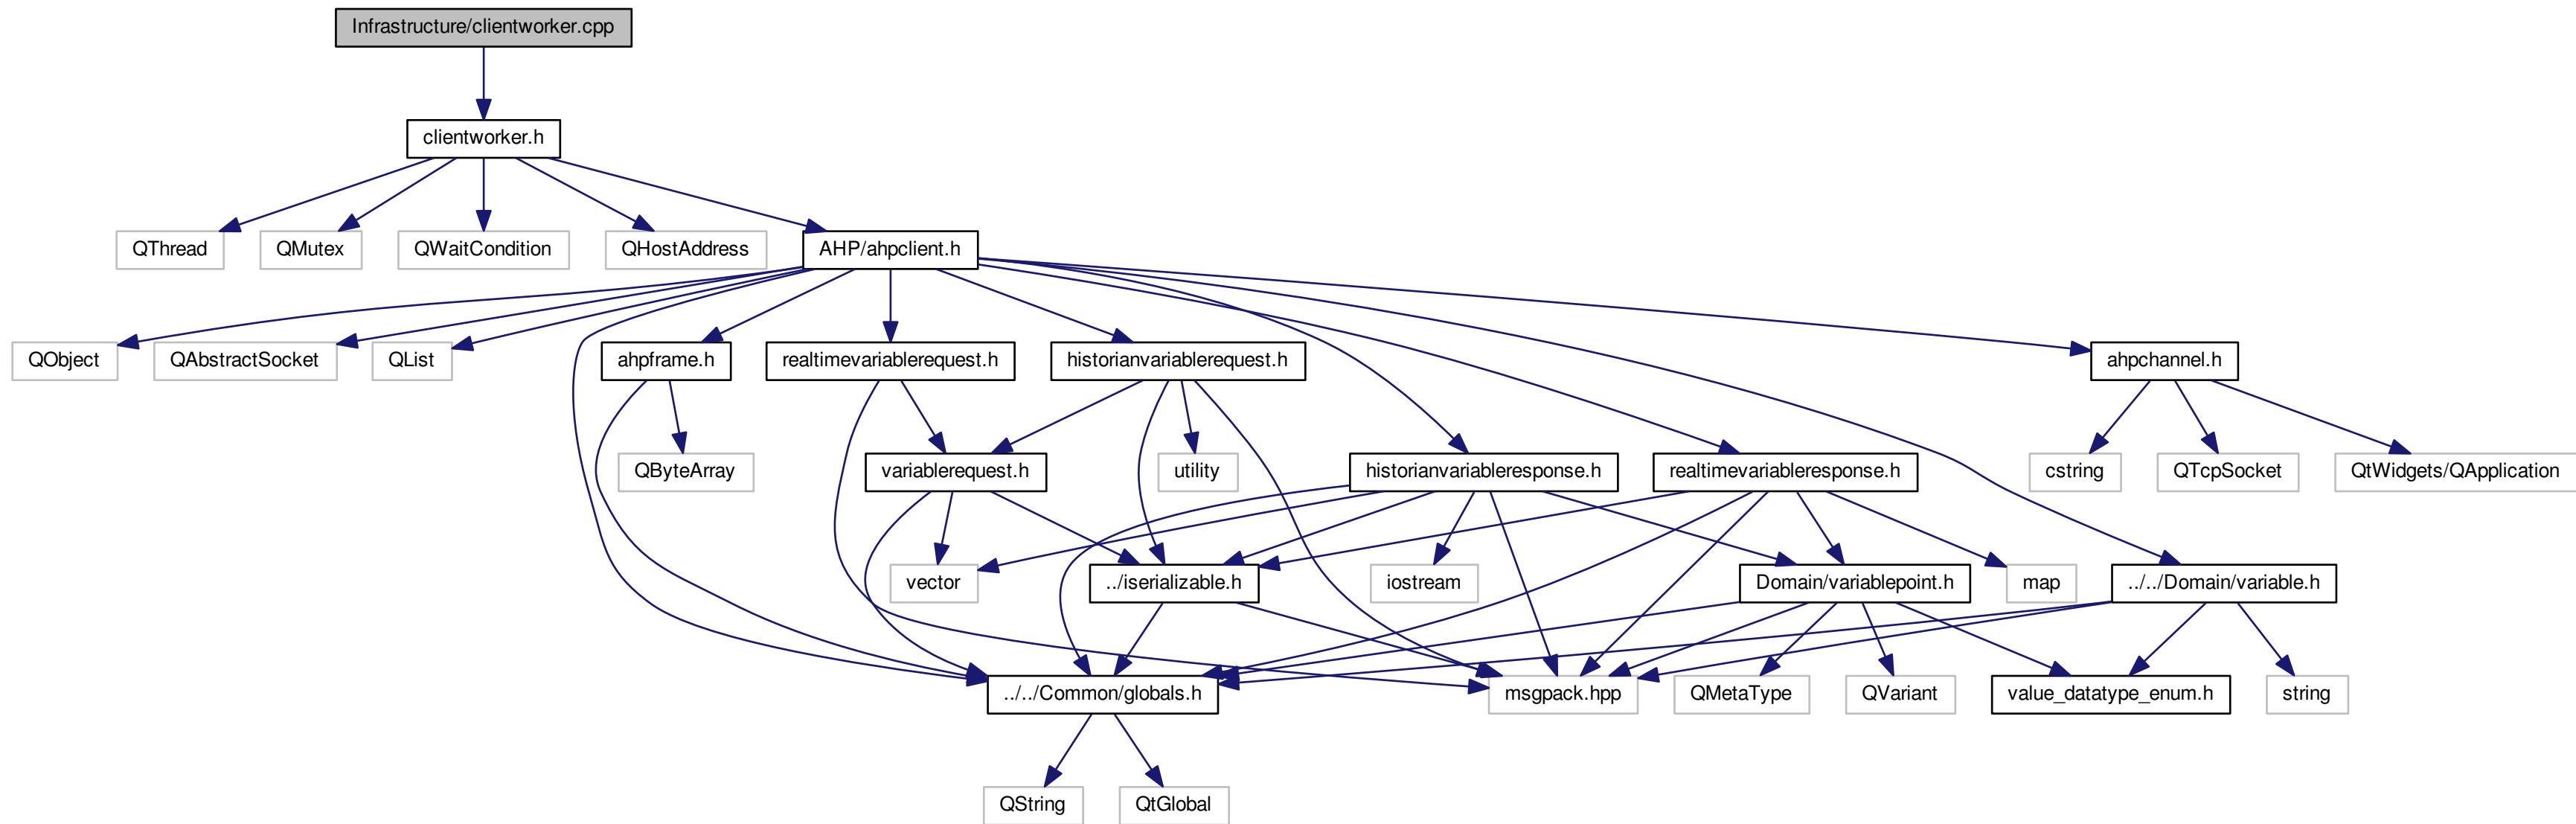 Infrastructure/clientworker.cpp
clientworker.h
QThread
QMutex
QWaitCondition
QHostAddress
AHP/ahpclient.h
QObject
QAbstractSocket
QList
ahpframe.h
realtimevariablerequest.h
historianvariablerequest.h
ahpchannel.h
QByteArray
variablerequest.h
utility
historianvariableresponse.h
realtimevariableresponse.h
cstring
QTcpSocket
QtWidgets/QApplication
vector
../iserializable.h
iostream
Domain/variablepoint.h
map
../../Domain/variable.h
../../Common/globals.h
msgpack.hpp
QMetaType
QVariant
value_datatype_enum.h
string
QString
QtGlobal